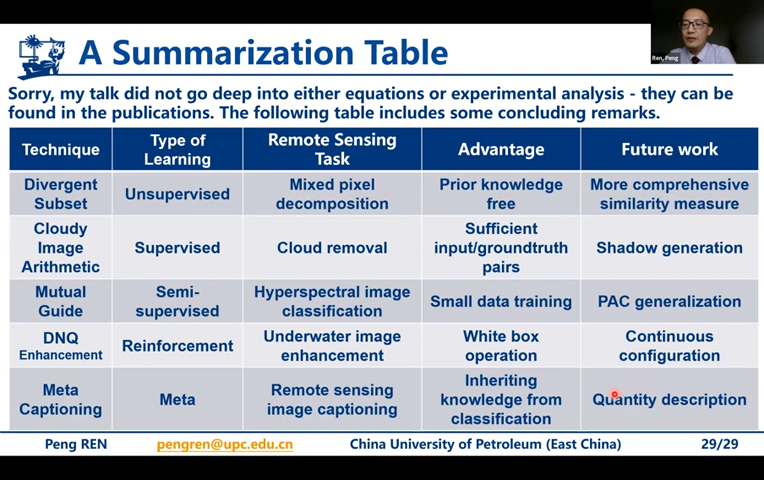 A Summarization Table
Ren, Peng
Sorry, my talk did not go deep into either equations or experimental analysis - they can be
found in the publications. The following table includes some concluding remarks.
Technique
Type of
Learning
Remote Sensing
Task
Advantage
Future work
Divergent
Subset
Unsupervised
Mixed pixel
decomposition
Prior knowledge
free
More comprehensive
similarity measure
Cloudy
Image
Arithmetic
Supervised
Cloud removal
Sufficient
input/groundtruth
pairs
Shadow generation
Mutual
Guide
Semi-
supervised
Hyperspectral image
classification
Small data training
PAC generalization
DNQ
Enhancement
Reinforcement
Underwater image
enhancement
White box
operation
Continuous
configuration
Meta
Captioning
Meta
Remote sensing
image captioning
Inheriting
knowledge from
classification
Quantity description
Peng REN
pengren@upc.edu.cn
China University of Petroleum (East China)
29/29